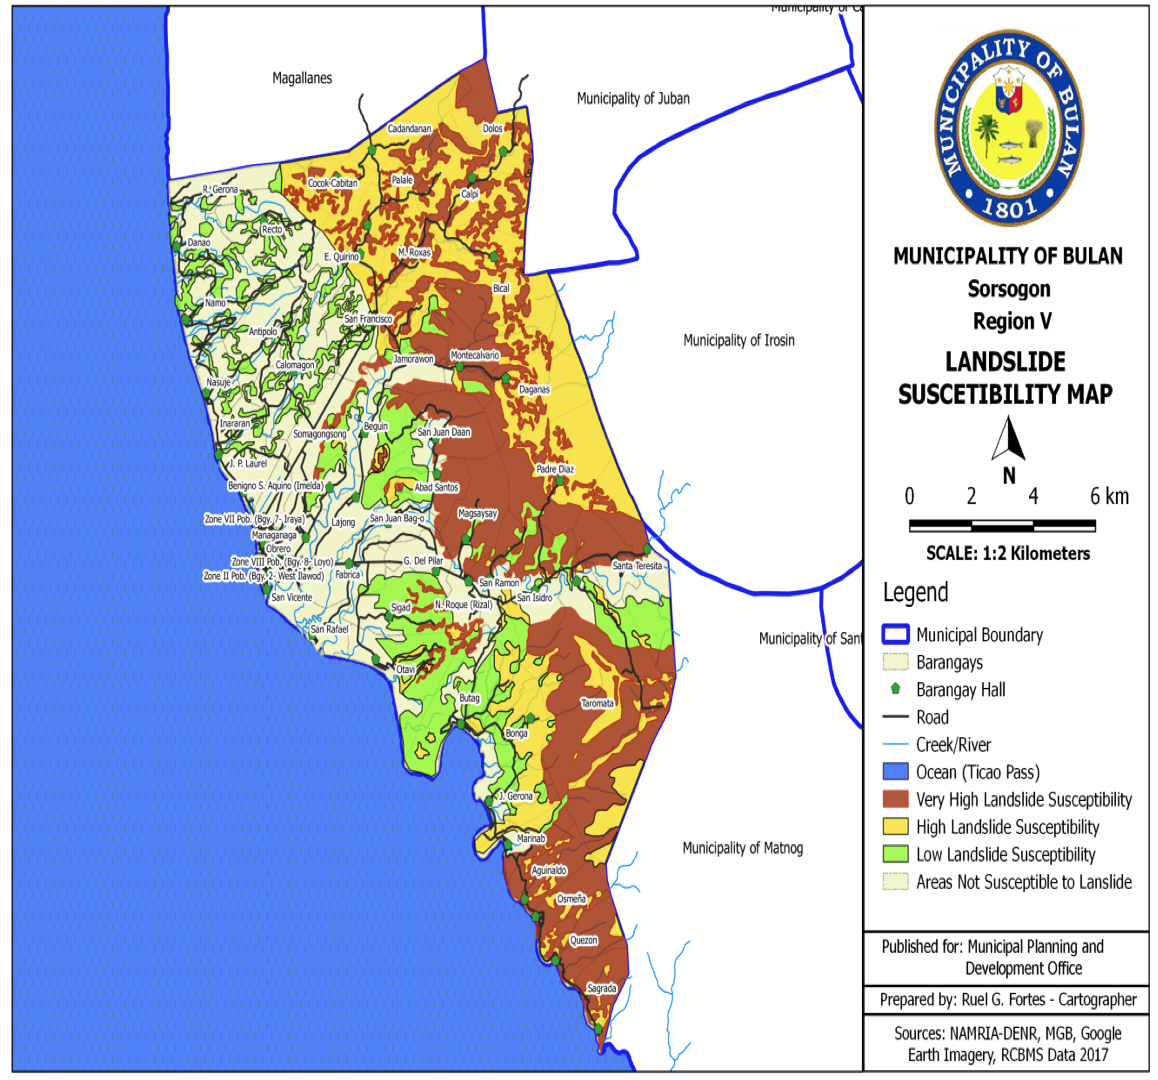 Municipality of Ca
Magallanes
Municipality of Juban
Cadandanan
Dolos
Cocok-Cabitan
Palale
R. Gerona
Calpi
Recto
Danao
E. Quirino
M. Roxas
Bical
Namo
San Francisco
Antipolo
Municipality of Irosin
Jamorawon
Montecalvario
Calomagon
Nasuje
Daganas
Inararan
Beguin
Somagongsong
San Juan Daan
J. P. Laurel
Padre Diaz
Benigno S. Aquino (Imelda)
Abad Santos
Zone VII Pob. (Bgy. 7- Iraya)
Lajong
San Juan Bag-o
Magsaysay
Managanaga
Obrero
Zone VIII Pob. (Bgy. 8- Loyo)
G. Del Pilar
Santa Teresita
Zone II Pob. (Bgy. 2- West Ilawod)
Fabrica
San Ramon
San Vicente
San Isidro
Sigad
N. Roque (Rizal)
San Rafael
Municipality of Sant
Otavi
Butag
Taromata
Bonga
J. Gerona
Marinab
Municipality of Matnog
Aguinaldo
Osmeña
Quezon
Sagrada
MUNICIPALITY OF BULAN
1801
MUNICIPALITY OF BULAN
Sorsogon
Region V
LANDSLIDE
SUSCETIBILITY MAP
N
0 2 4 6 km
SCALE: 1:2 Kilometers
Legend
Municipal Boundary
Barangays
Barangay Hall
Road
Creek/River
Ocean (Ticao Pass)
Very High Landslide Susceptibility
High Landslide Susceptibility
Low Landslide Susceptibility
Areas Not Susceptible to Lanslide
Published for: Municipal Planning and
Development Office
Prepared by: Ruel G. Fortes - Cartographer
Sources: NAMRIA-DENR, MGB, Google
Earth Imagery, RCBMS Data 2017